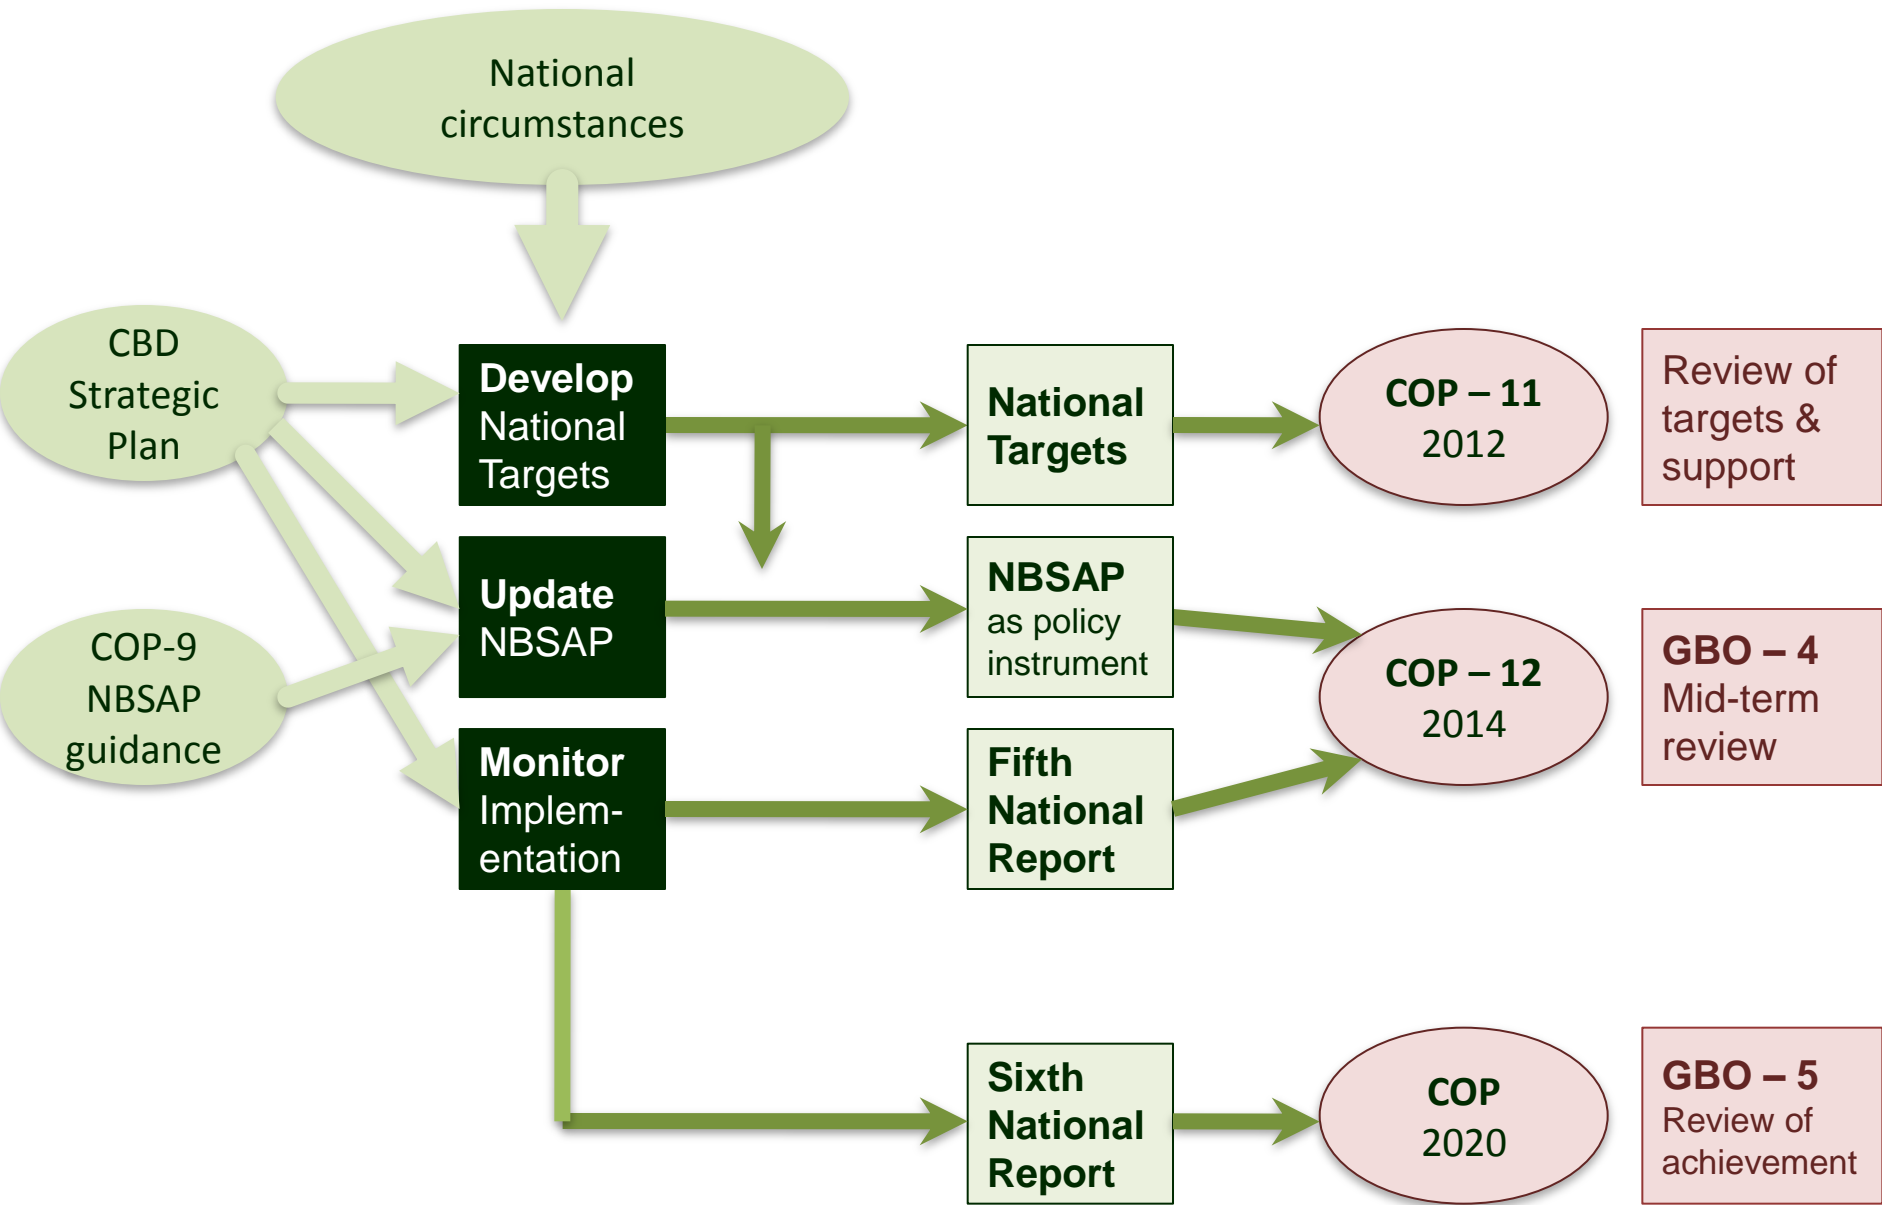 National
circumstances
CBD
Strategic
Plan
COP-9
NBSAP
guidance
Develop
National
Targets
Update
NBSAP
Monitor
Implem-
entation
National
Targets
NBSAP
as policy
instrument
Fifth
National
Report
Sixth
National
Report
COP – 11
2012
COP – 12
2014
COP
2020
Review of
targets &
support
GBO – 4
Mid-term
review
GBO – 5
Review of
achievement